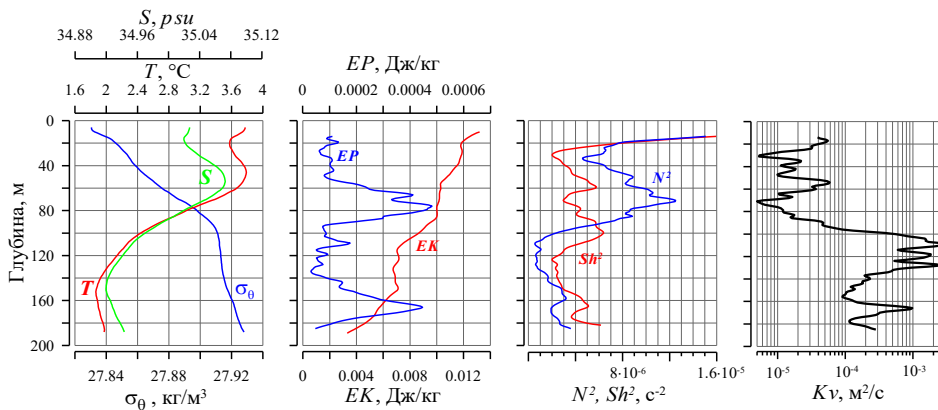 S, psu
34.88 34.96 35.04 35.12
T, °C
1.6 2 2.4 2.8 3.2 3.6 4
EP, Дж/кг
0 0.0002 0.0004 0.0006
Глубина, м
0
40
80
120
160
200
S
T
σθ
EP
EK
N²
Sh²
27.84 27.88 27.92
σθ , кг/м³
0 0.004 0.008 0.012
EK, Дж/кг
8·10⁻⁶ 1.6·10⁻⁵
N², Sh², с⁻²
10⁻⁵ 10⁻⁴ 10⁻³
Kv, м²/с